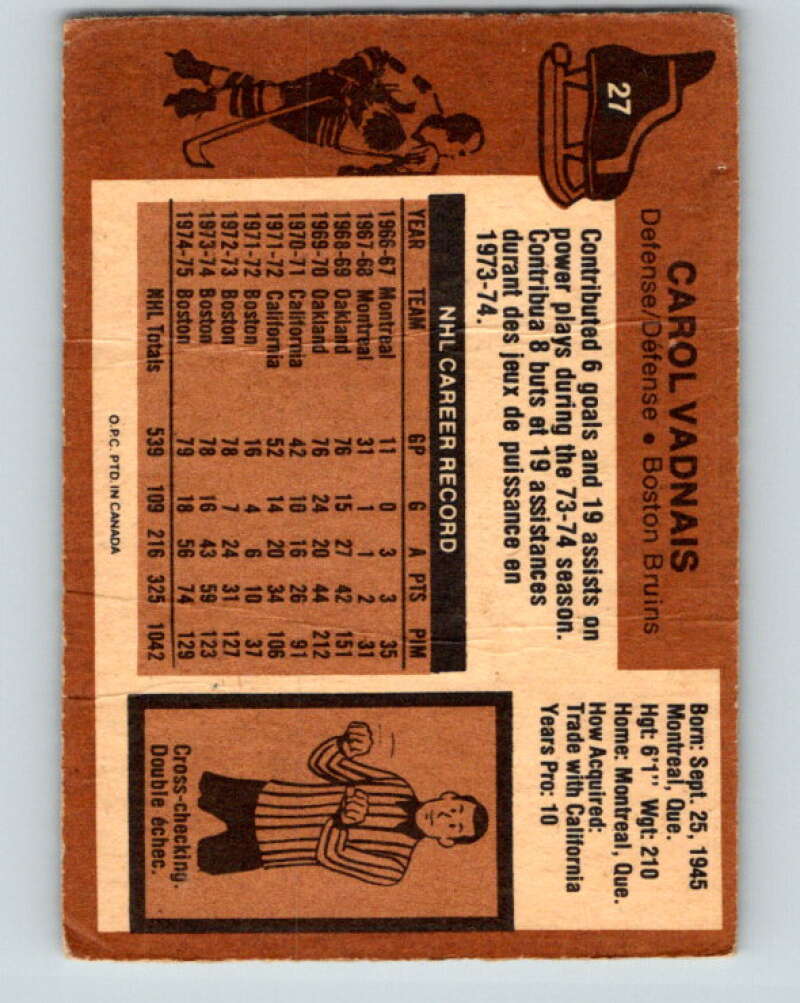 27
CAROL VADNAIS
Defense/Défense • Boston Bruins
Contributed 6 goals and 19 assists on
power plays during the 73-74 season.
Contribua 8 buts et 19 assistances
durant des jeux de puissance en
1973-74.
Born: Sept. 25, 1945
Montreal, Que.
Hgt: 6'1" Wgt: 210
Home: Montreal, Que.
How Acquired:
Trade with California
Years Pro: 10
NHL CAREER RECORD
YEAR TEAM GP G A PTS PIM
1966-67 Montreal 11 0 3 3 35
1967-68 Montreal 31 1 1 2 31
1968-69 Oakland 76 15 27 42 151
1969-70 Oakland 76 24 20 44 212
1970-71 California 42 10 16 26 91
1971-72 California 52 14 20 34 106
1971-72 Boston 16 4 6 10 37
1972-73 Boston 78 7 24 31 127
1973-74 Boston 78 16 43 59 123
1974-75 Boston 79 18 56 74 129
NHL Totals 539 109 216 325 1042
Cross-checking.
Double échec.
O.P.C. PTD. IN CANADA